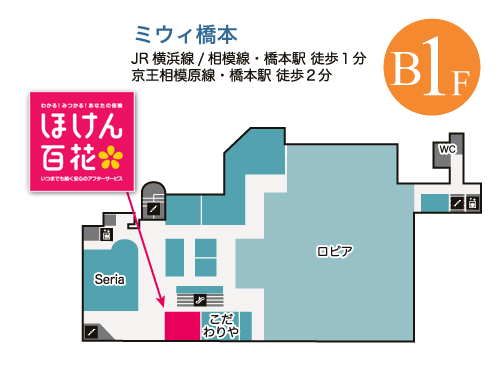 ミウィ橋本
JR横浜線/相模線・橋本駅 徒歩1分
京王相模原線・橋本駅 徒歩2分
B1F
わかる!みつかる!あなたの保険
ほけん
百花
いつまでも続く安心のアフターサービス
WC
ロピア
Seria
こだ
わりや